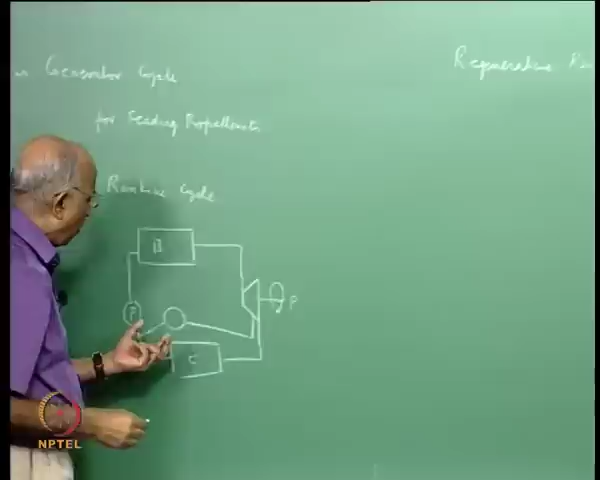 Generator Cycle
for Feeding Propellants
Regenerative
Rankine Cycle
B
P
P
C
NPTEL